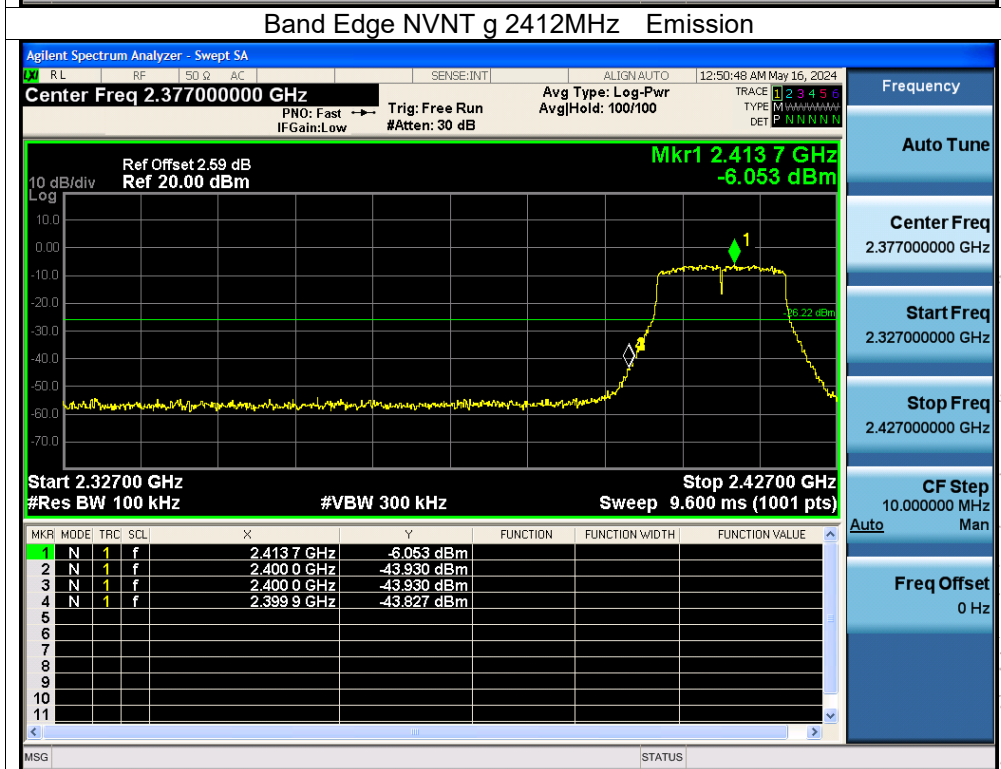 Band Edge NVNT g 2412MHz Emission
Agilent Spectrum Analyzer - Swept SA
LXI RL RF 50 Ω AC SENSE:INT ALIGN AUTO 12:50:48 AM May 16, 2024
Center Freq 2.377000000 GHz Avg Type: Log-Pwr TRACE 1 2 3 4 5 6
PNO: Fast Trig: Free Run Avg|Hold: 100/100 TYPE M WWWWW
IFGain:Low #Atten: 30 dB DET P N N N N N
Frequency
Auto Tune
Center Freq
2.377000000 GHz
Start Freq
2.327000000 GHz
Stop Freq
2.427000000 GHz
CF Step
10.000000 MHz
Auto Man
Freq Offset
0 Hz
Mkr1 2.413 7 GHz
-6.053 dBm
Ref Offset 2.59 dB
10 dB/div Ref 20.00 dBm
Log
10.0
0.00
-10.0
-20.0
-30.0
-40.0
-50.0
-60.0
-70.0
1
-26.22 dBm
Start 2.32700 GHz Stop 2.42700 GHz
#Res BW 100 kHz #VBW 300 kHz Sweep 9.600 ms (1001 pts)
MKR MODE TRC SCL X Y FUNCTION FUNCTION WIDTH FUNCTION VALUE
1 N 1 f 2.413 7 GHz -6.053 dBm
2 N 1 f 2.400 0 GHz -43.930 dBm
3 N 1 f 2.400 0 GHz -43.930 dBm
4 N 1 f 2.399 9 GHz -43.827 dBm
5
6
7
8
9
10
11
MSG STATUS